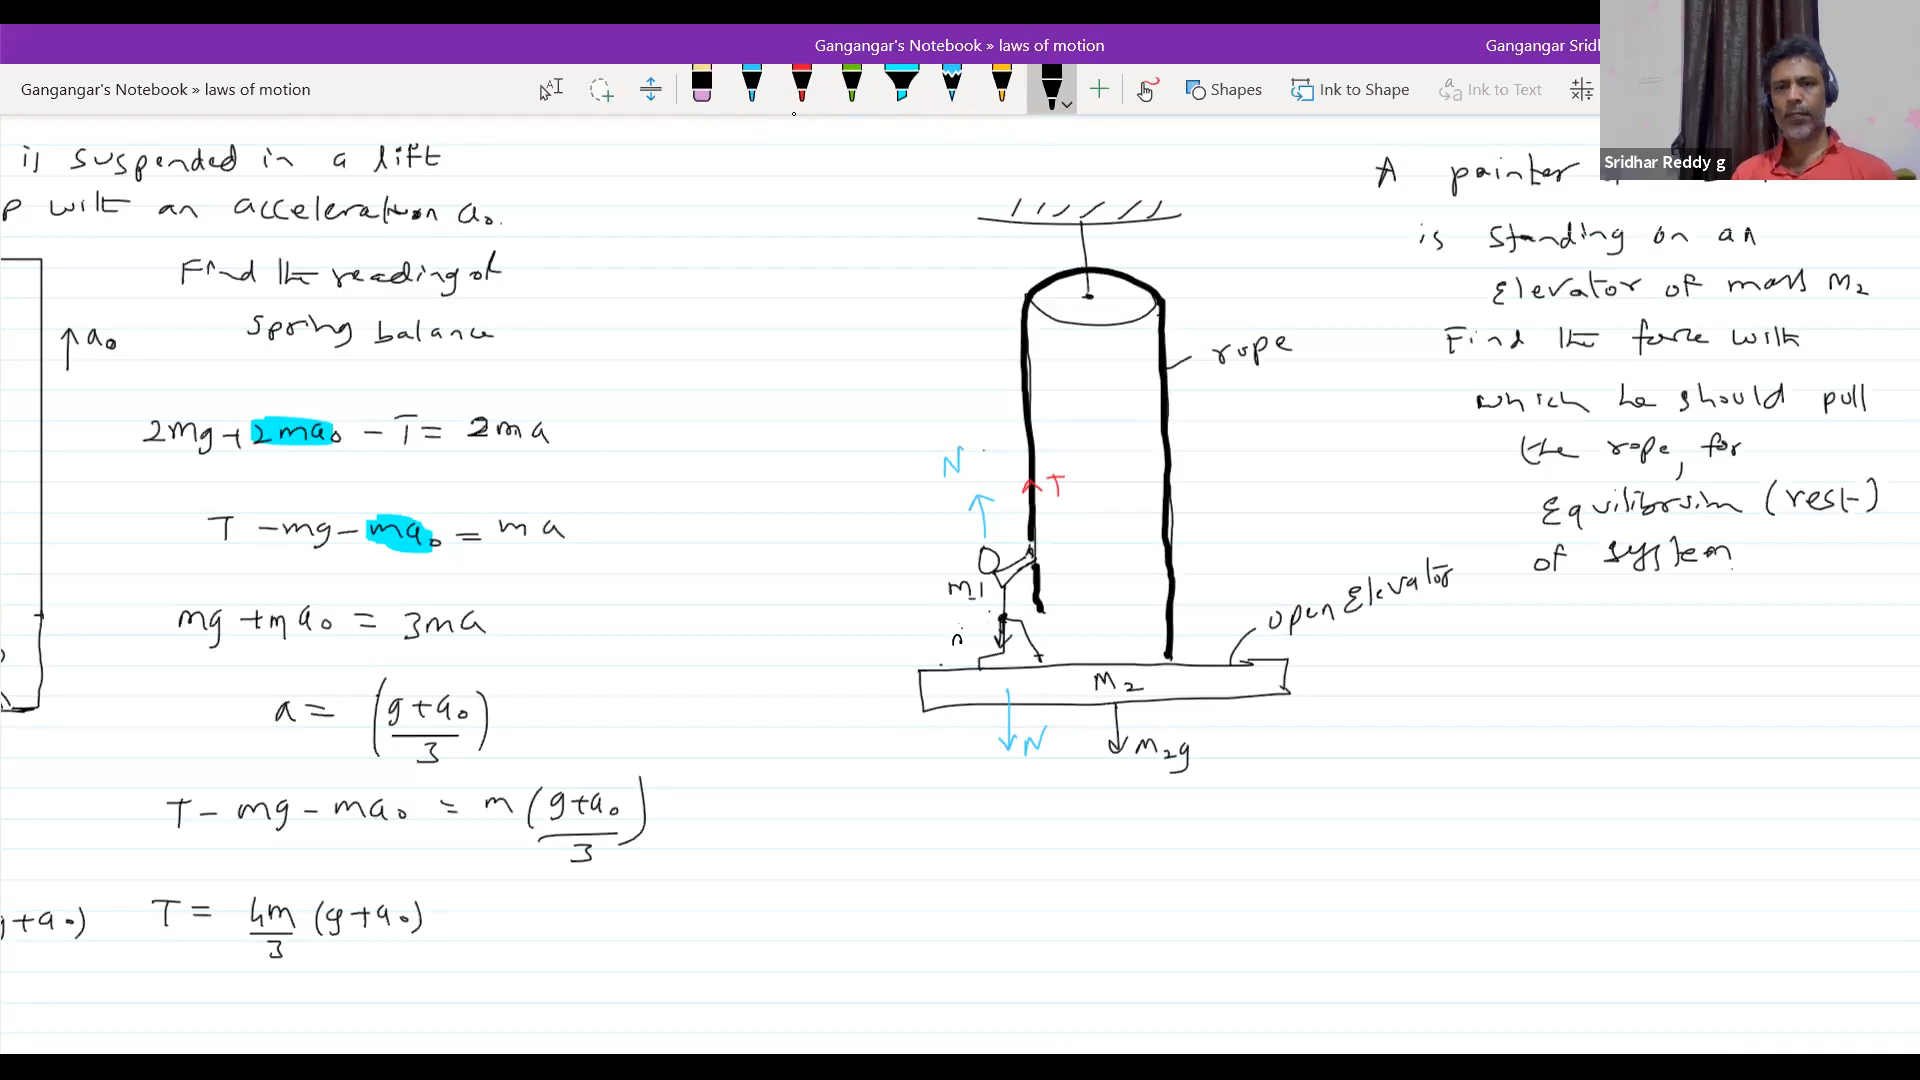 Gangangar's Notebook » laws of motion
Gangangar Sridh
Gangangar's Notebook » laws of motion
Shapes
Ink to Shape
Ink to Text
Sridhar Reddy g
is suspended in a lift
P with an acceleration a₀.
Find the reading of
spring balance
↑ a₀
2mg + 2ma₀ - T = 2ma
T - mg - ma₀ = ma
mg + ma₀ = 3ma
a = (g+a₀/3)
T - mg - ma₀ = m(g+a₀/3)
g+a₀) T = 4m/3 (g+a₀)
rope
N
T
m1
open Elevator
M₂
N
M₂g
A painter
is standing on an
Elevator of mass M₂
Find the force with
which he should pull
the rope, for
Equilibrsim (rest)
of system